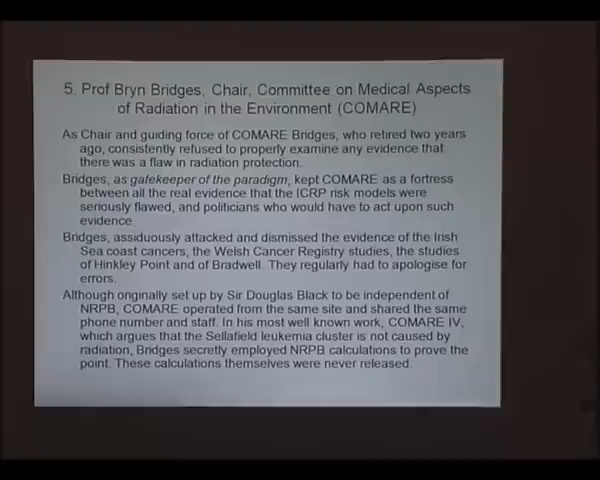 5. Prof Bryn Bridges, Chair, Committee on Medical Aspects
of Radiation in the Environment (COMARE)
As Chair and guiding force of COMARE Bridges, who retired two years
ago, consistently refused to properly examine any evidence that
there was a flaw in radiation protection.
Bridges, as gatekeeper of the paradigm, kept COMARE as a fortress
between all the real evidence that the ICRP risk models were
seriously flawed, and politicians who would have to act upon such
evidence.
Bridges, assiduously attacked and dismissed the evidence of the Irish
Sea coast cancers, the Welsh Cancer Registry studies, the studies
of Hinkley Point and of Bradwell. They regularly had to apologise for
errors.
Although originally set up by Sir Douglas Black to be independent of
NRPB, COMARE operated from the same site and shared the same
phone number and staff. In his most well known work, COMARE IV,
which argues that the Sellafield leukemia cluster is not caused by
radiation, Bridges secretly employed NRPB calculations to prove the
point. These calculations themselves were never released.